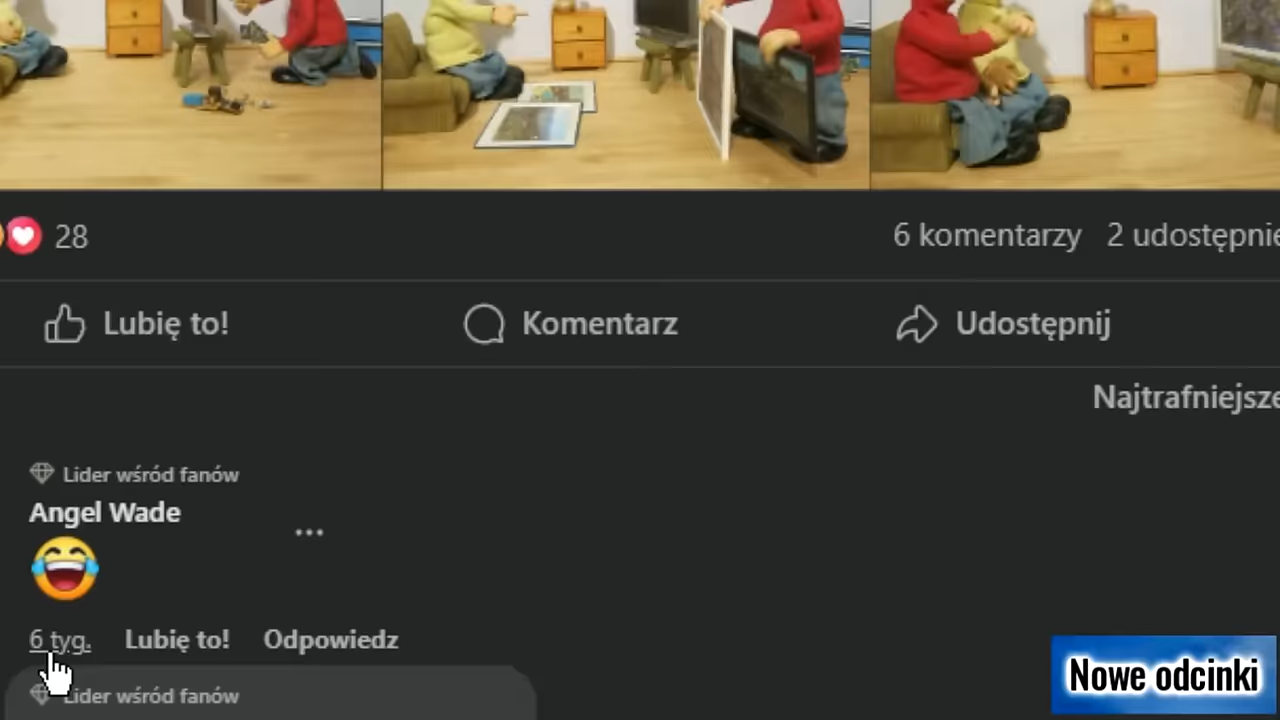 28
6 komentarzy 2 udostępnie
Lubię to! Komentarz Udostępnij
Najtrafniejsze
Lider wśród fanów
Angel Wade
6 tyg. Lubię to! Odpowiedz
Lider wśród fanów
Nowe odcinki